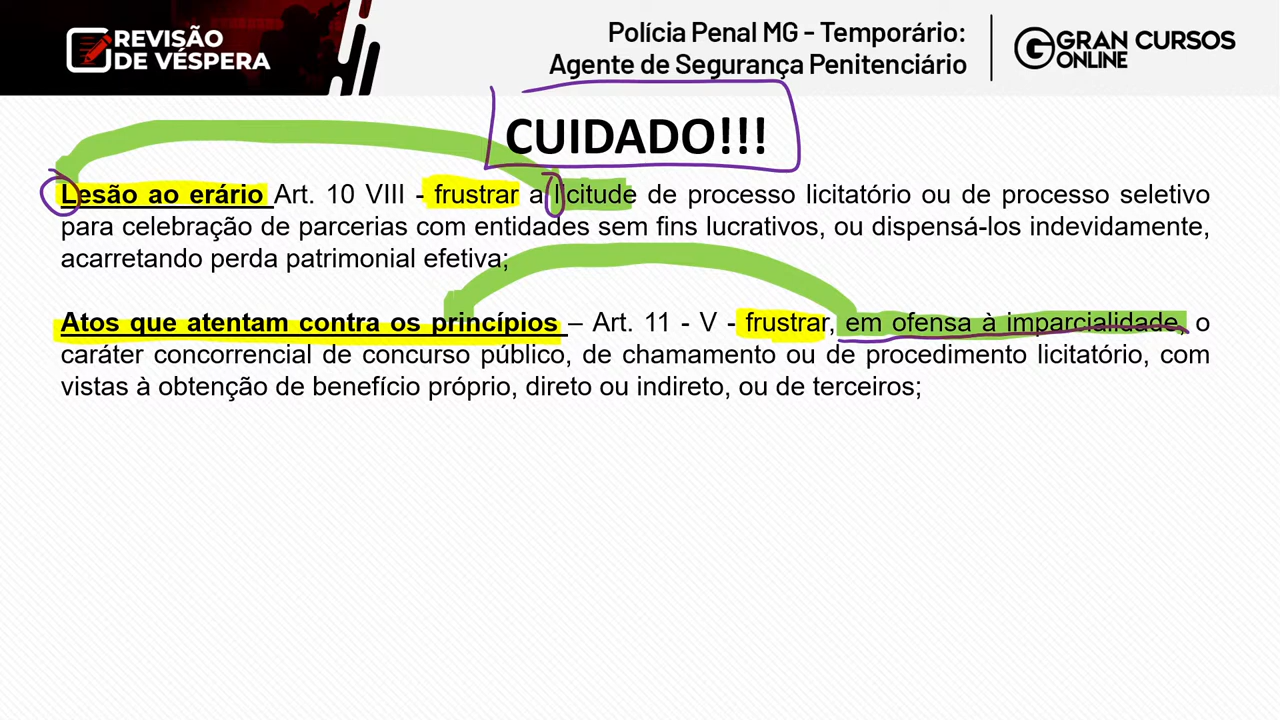 REVISÃO
DE VÉSPERA
Polícia Penal MG - Temporário:
Agente de Segurança Penitenciário
GRAN CURSOS
ONLINE
CUIDADO!!!
Lesão ao erário Art. 10 VIII - frustrar a licitude de processo licitatório ou de processo seletivo
para celebração de parcerias com entidades sem fins lucrativos, ou dispensá-los indevidamente,
acarretando perda patrimonial efetiva;
Atos que atentam contra os princípios – Art. 11 - V - frustrar, em ofensa à imparcialidade, o
caráter concorrencial de concurso público, de chamamento ou de procedimento licitatório, com
vistas à obtenção de benefício próprio, direto ou indireto, ou de terceiros;